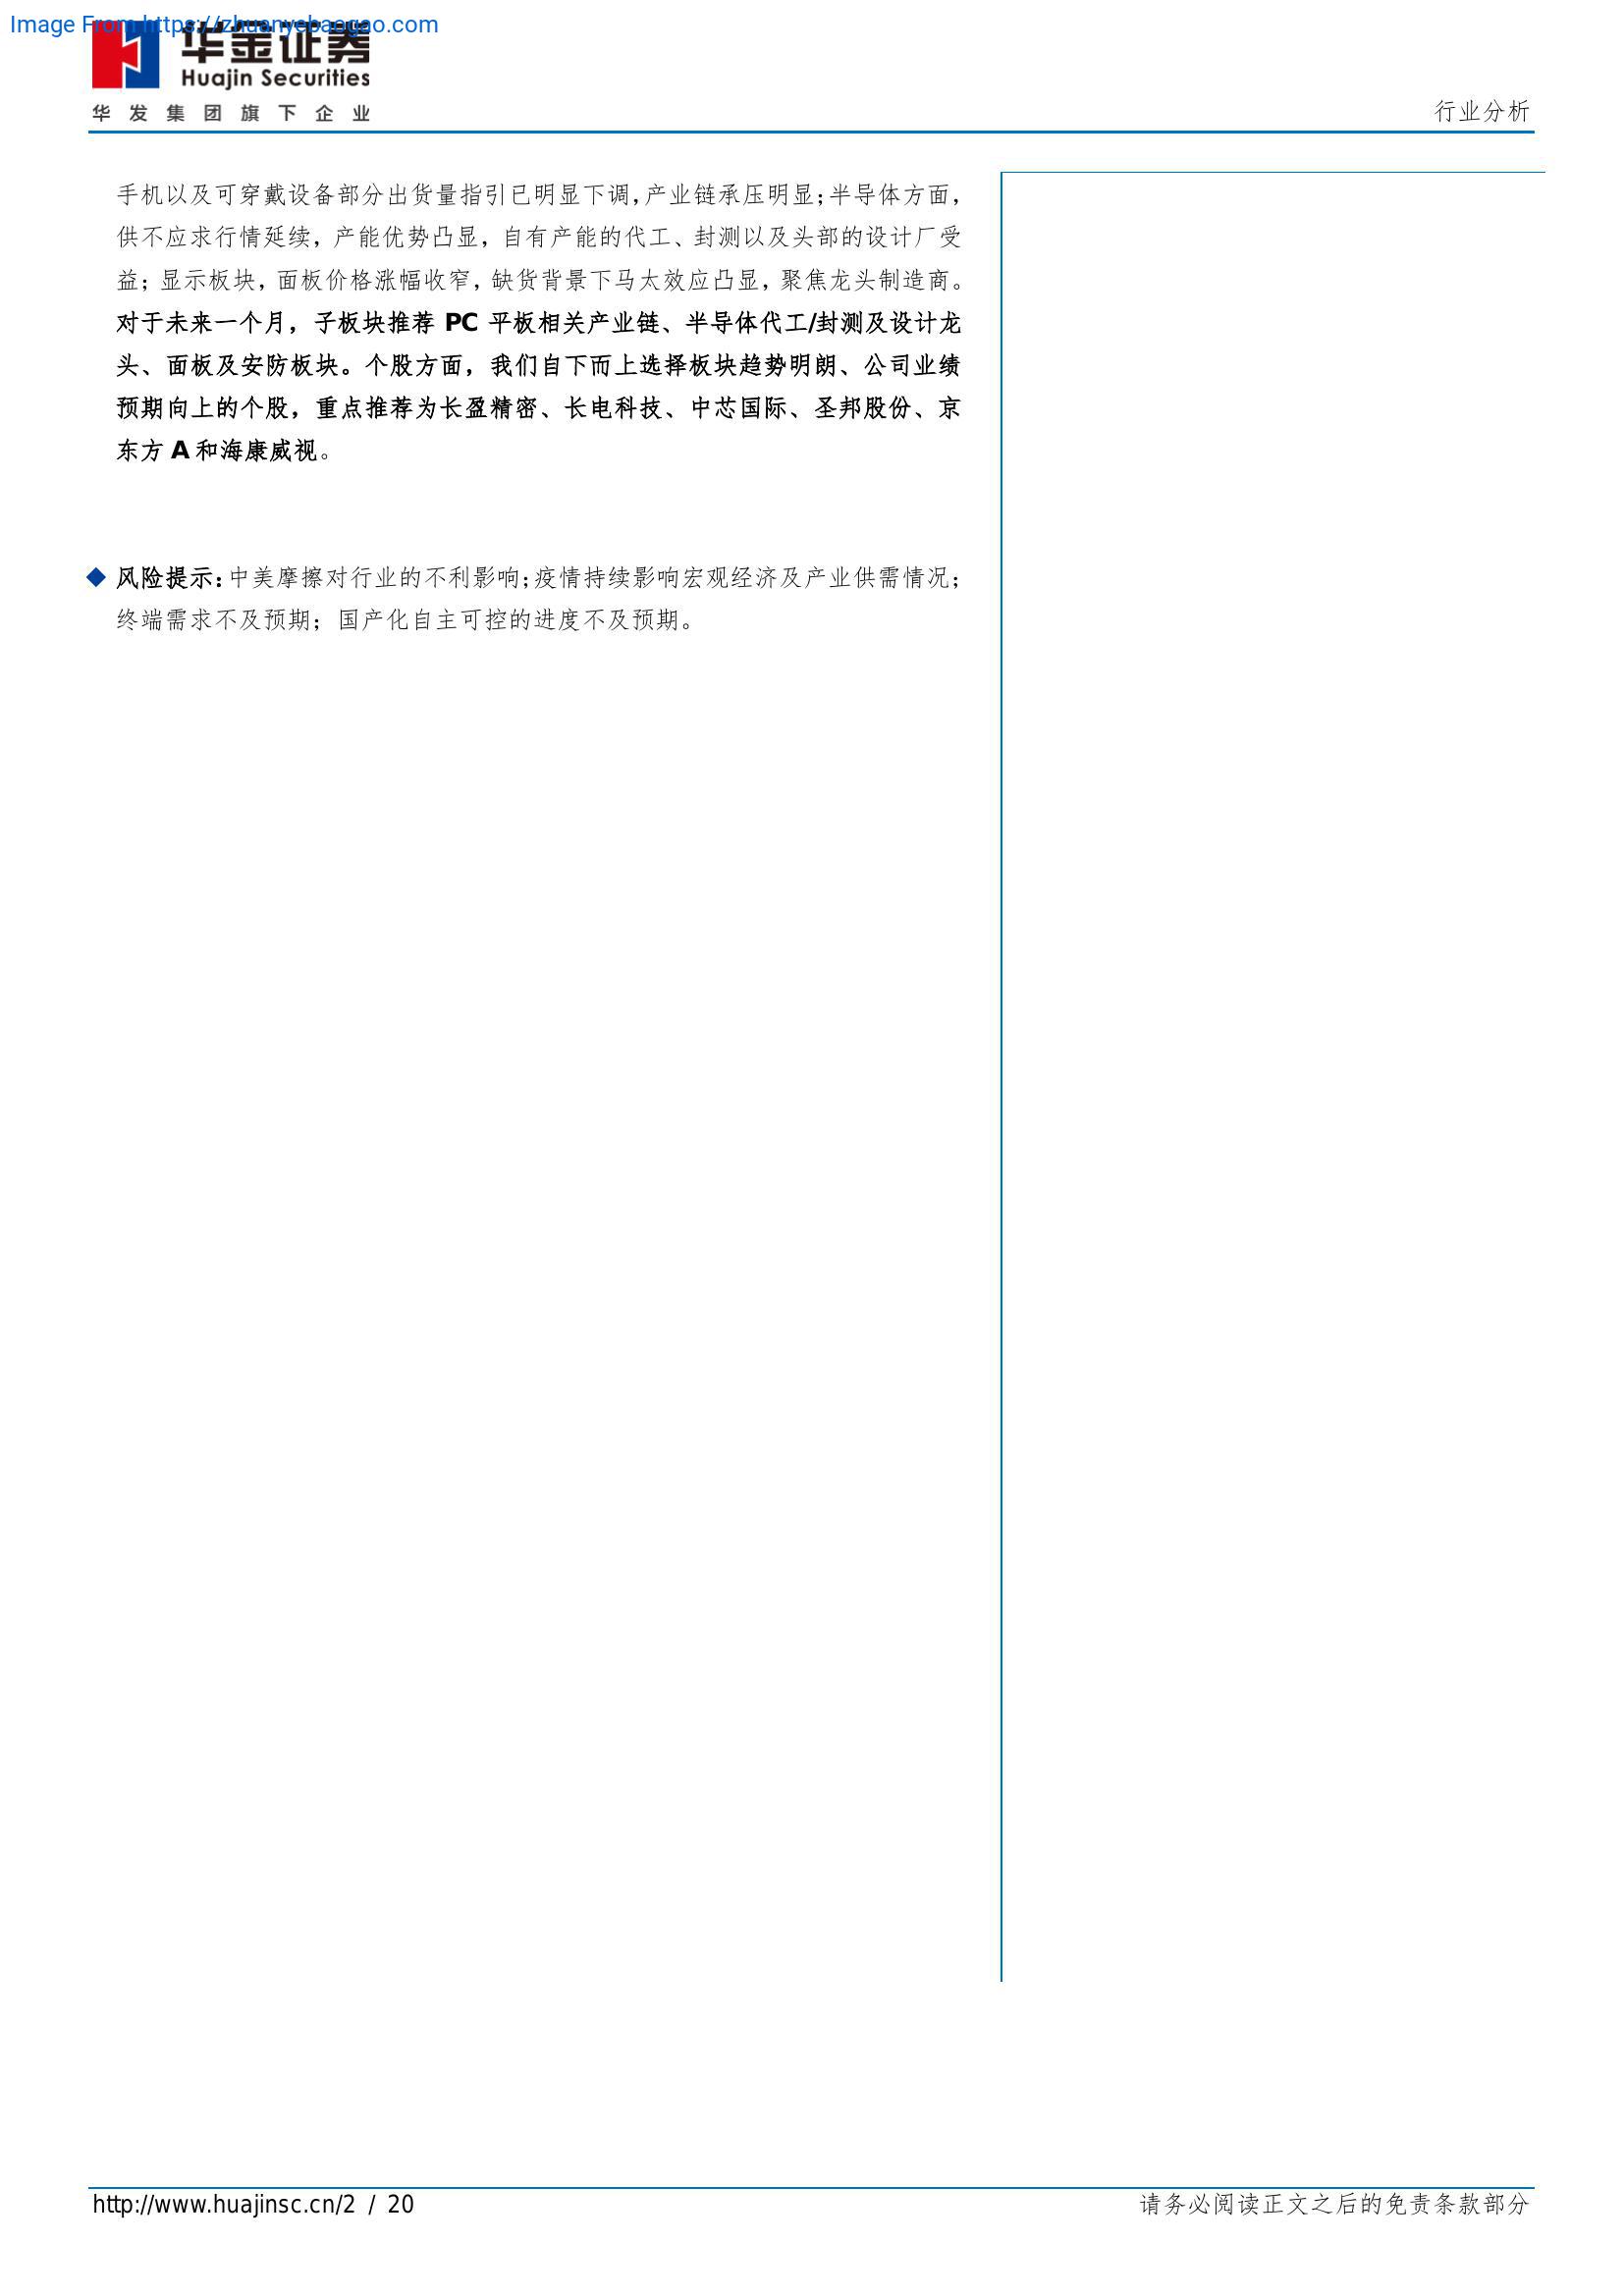 Image From https://zhuanyebaogao.com
华金证券
Huajin Securities
华发集团旗下企业
行业分析
手机以及可穿戴设备部分出货量指引已明显下调，产业链承压明显；半导体方面，
供不应求行情延续，产能优势凸显，自有产能的代工、封测以及头部的设计厂受
益；显示板块，面板价格涨幅收窄，缺货背景下马太效应凸显，聚焦龙头制造商。
对于未来一个月，子板块推荐 PC 平板相关产业链、半导体代工/封测及设计龙
头、面板及安防板块。个股方面，我们自下而上选择板块趋势明朗、公司业绩
预期向上的个股，重点推荐为长盈精密、长电科技、中芯国际、圣邦股份、京
东方 A 和海康威视。
◆ 风险提示：中美摩擦对行业的不利影响；疫情持续影响宏观经济及产业供需情况；
终端需求不及预期；国产化自主可控的进度不及预期。
http://www.huajinsc.cn/2 / 20
请务必阅读正文之后的免责条款部分